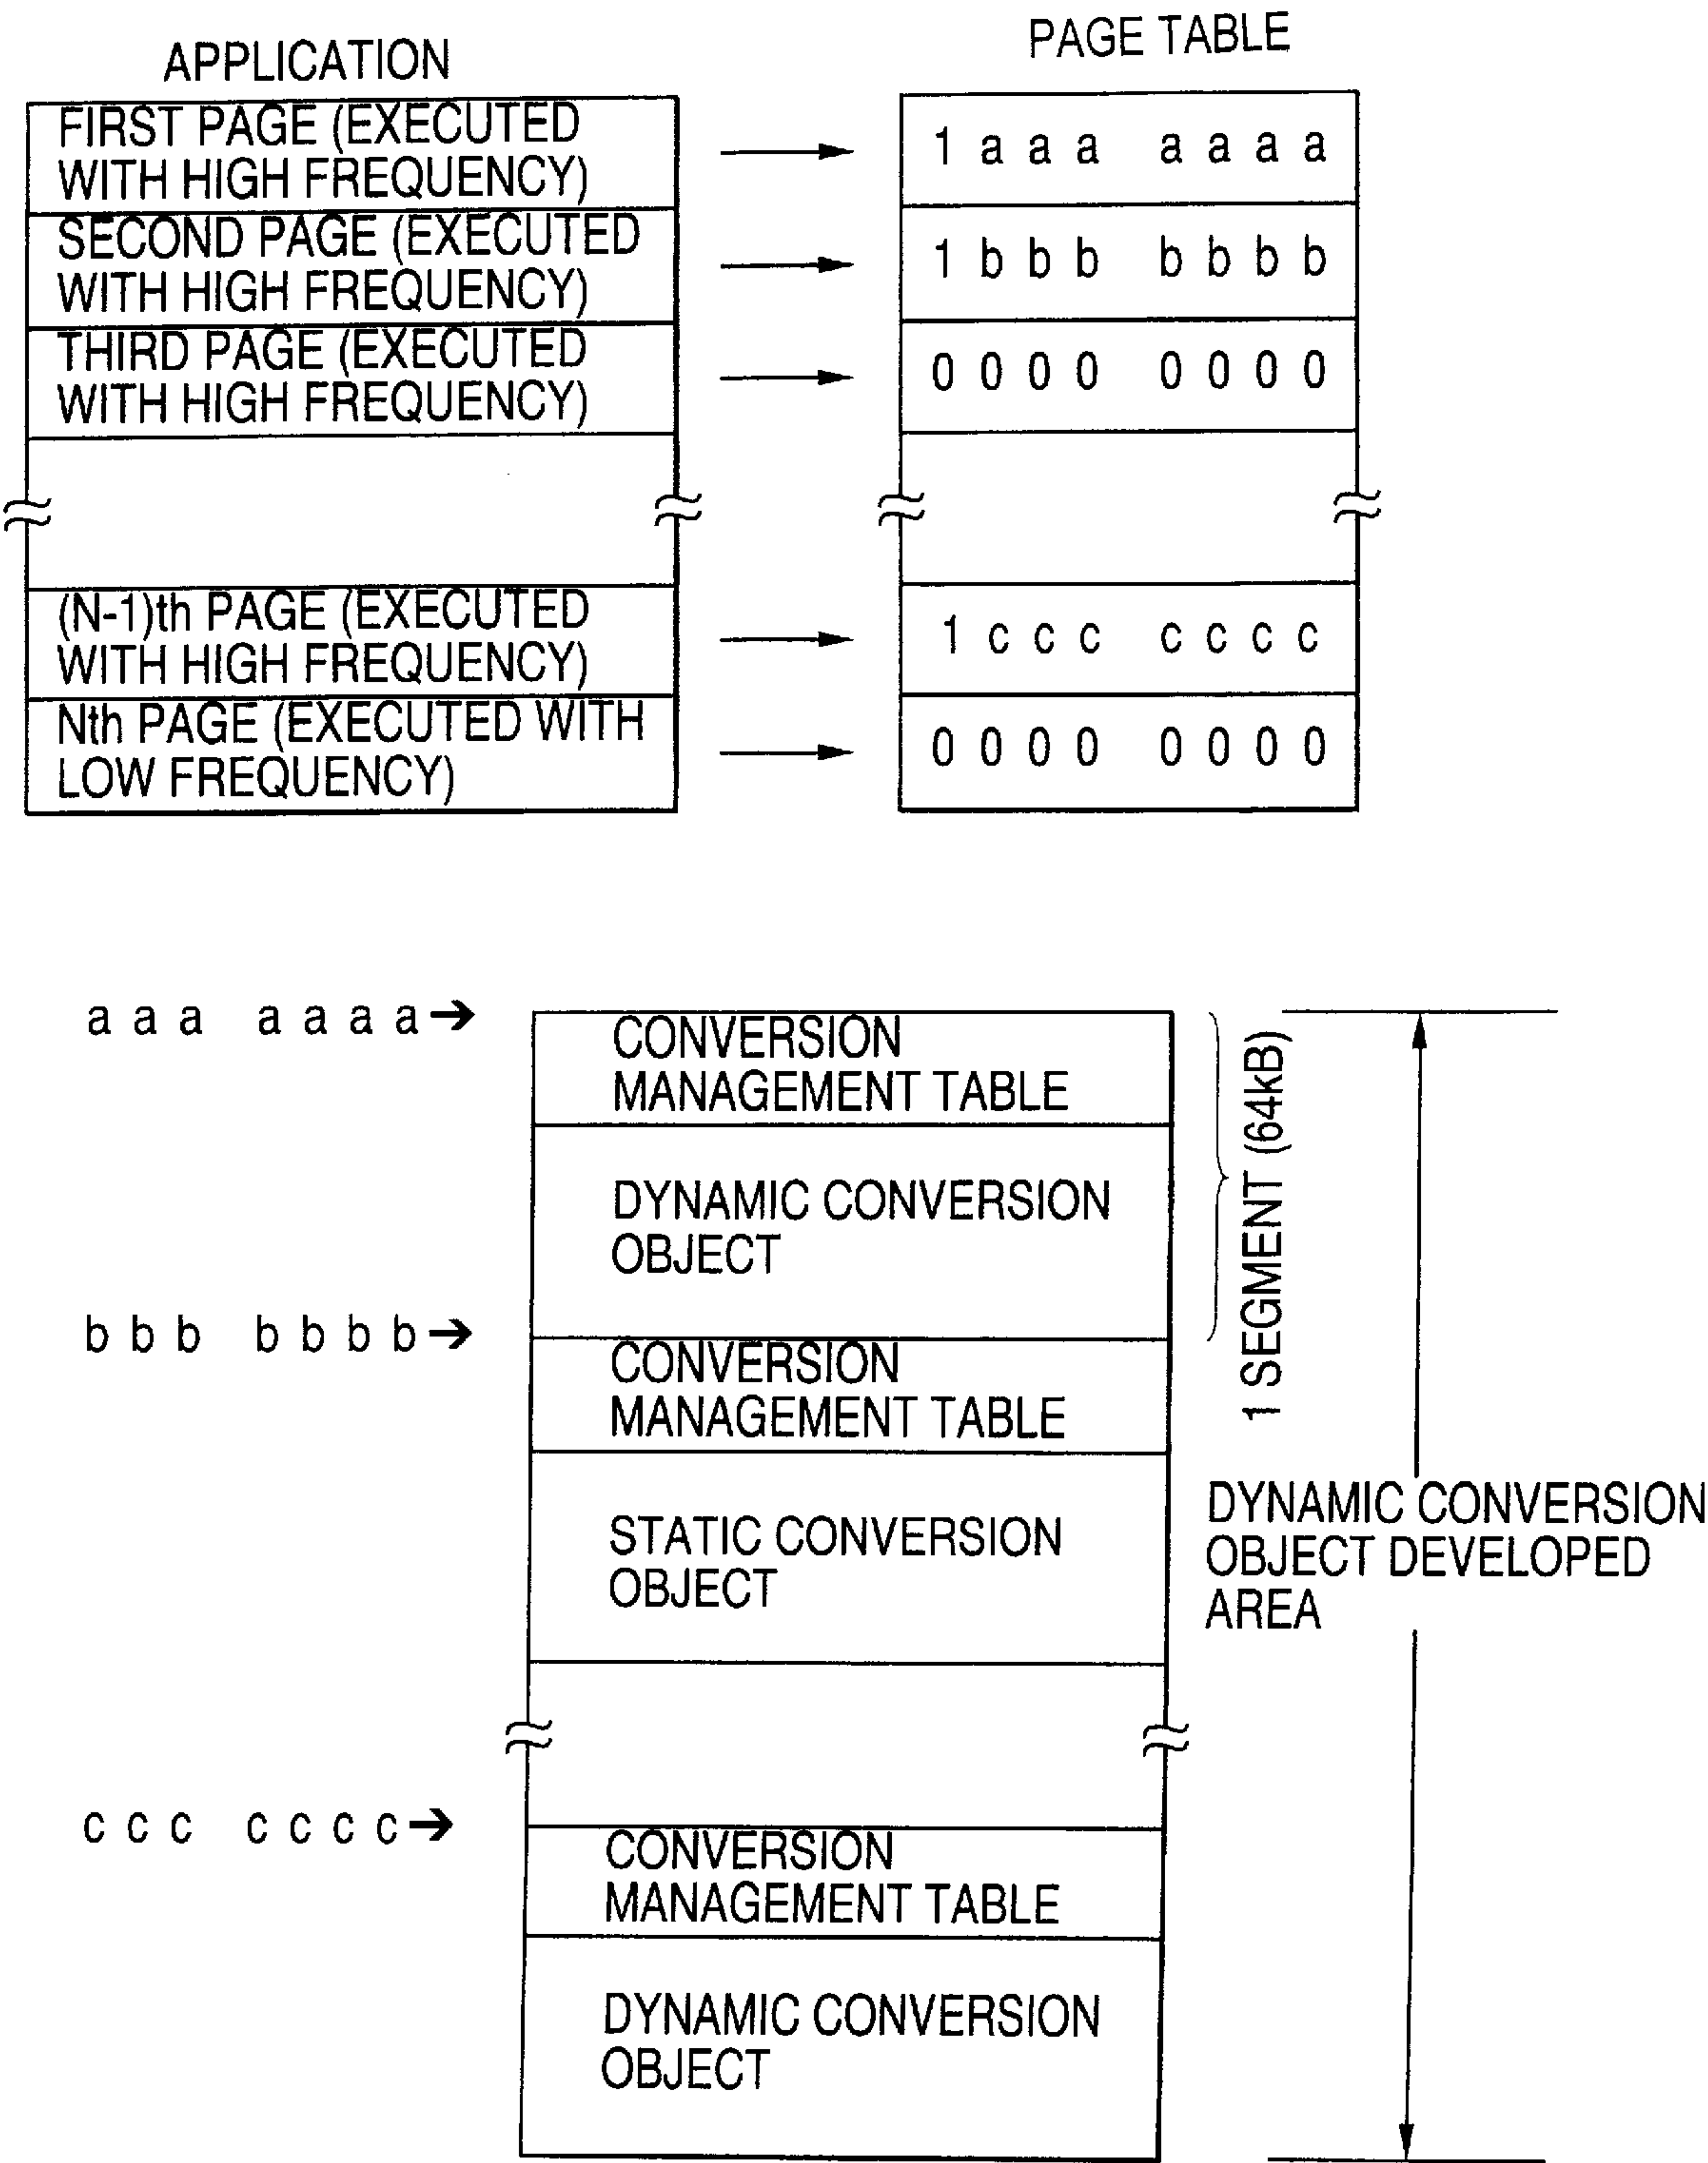 APPLICATION
FIRST PAGE (EXECUTED
WITH HIGH FREQUENCY)
SECOND PAGE (EXECUTED
WITH HIGH FREQUENCY)
THIRD PAGE (EXECUTED
WITH HIGH FREQUENCY)
(N-1)th PAGE (EXECUTED
WITH HIGH FREQUENCY)
Nth PAGE (EXECUTED WITH
LOW FREQUENCY)
PAGE TABLE
1 a a a a a a a
1 b b b b b b b
0 0 0 0 0 0 0 0
1 c c c c c c c
0 0 0 0 0 0 0 0
a a a a a a a
CONVERSION
MANAGEMENT TABLE
DYNAMIC CONVERSION
OBJECT
1 SEGMENT (64kB)
b b b b b b b
CONVERSION
MANAGEMENT TABLE
STATIC CONVERSION
OBJECT
DYNAMIC CONVERSION
OBJECT DEVELOPED
AREA
c c c c c c c
CONVERSION
MANAGEMENT TABLE
DYNAMIC CONVERSION
OBJECT